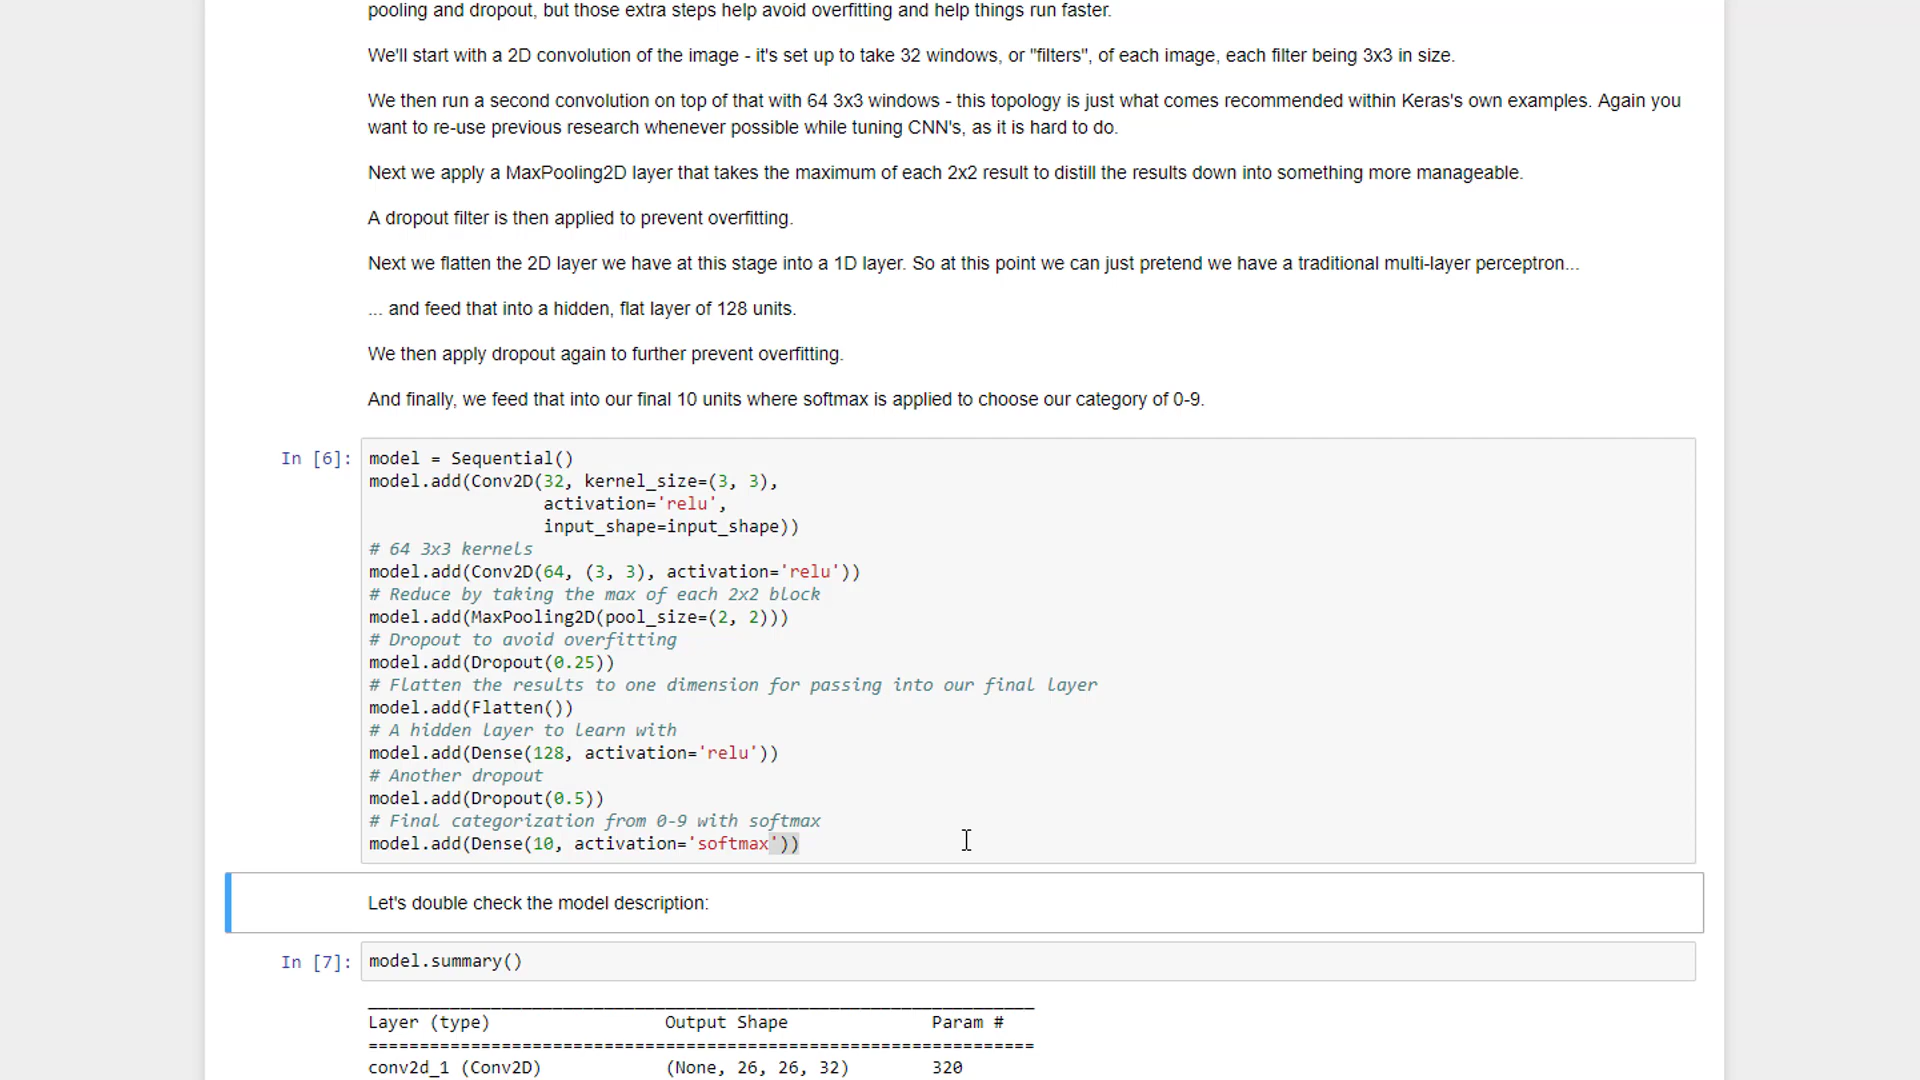 pooling and dropout, but those extra steps help avoid overfitting and help things run faster.
We'll start with a 2D convolution of the image - it's set up to take 32 windows, or "filters", of each image, each filter being 3x3 in size.
We then run a second convolution on top of that with 64 3x3 windows - this topology is just what comes recommended within Keras's own examples. Again you
want to re-use previous research whenever possible while tuning CNN's, as it is hard to do.
Next we apply a MaxPooling2D layer that takes the maximum of each 2x2 result to distill the results down into something more manageable.
A dropout filter is then applied to prevent overfitting.
Next we flatten the 2D layer we have at this stage into a 1D layer. So at this point we can just pretend we have a traditional multi-layer perceptron...
... and feed that into a hidden, flat layer of 128 units.
We then apply dropout again to further prevent overfitting.
And finally, we feed that into our final 10 units where softmax is applied to choose our category of 0-9.
In [6]: model = Sequential()
model.add(Conv2D(32, kernel_size=(3, 3),
activation='relu',
input_shape=input_shape))
# 64 3x3 kernels
model.add(Conv2D(64, (3, 3), activation='relu'))
# Reduce by taking the max of each 2x2 block
model.add(MaxPooling2D(pool_size=(2, 2)))
# Dropout to avoid overfitting
model.add(Dropout(0.25))
# Flatten the results to one dimension for passing into our final layer
model.add(Flatten())
# A hidden layer to learn with
model.add(Dense(128, activation='relu'))
# Another dropout
model.add(Dropout(0.5))
# Final categorization from 0-9 with softmax
model.add(Dense(10, activation='softmax'))
Let's double check the model description:
In [7]: model.summary()
Layer (type) Output Shape Param #
=================================================================
conv2d_1 (Conv2D) (None, 26, 26, 32) 320